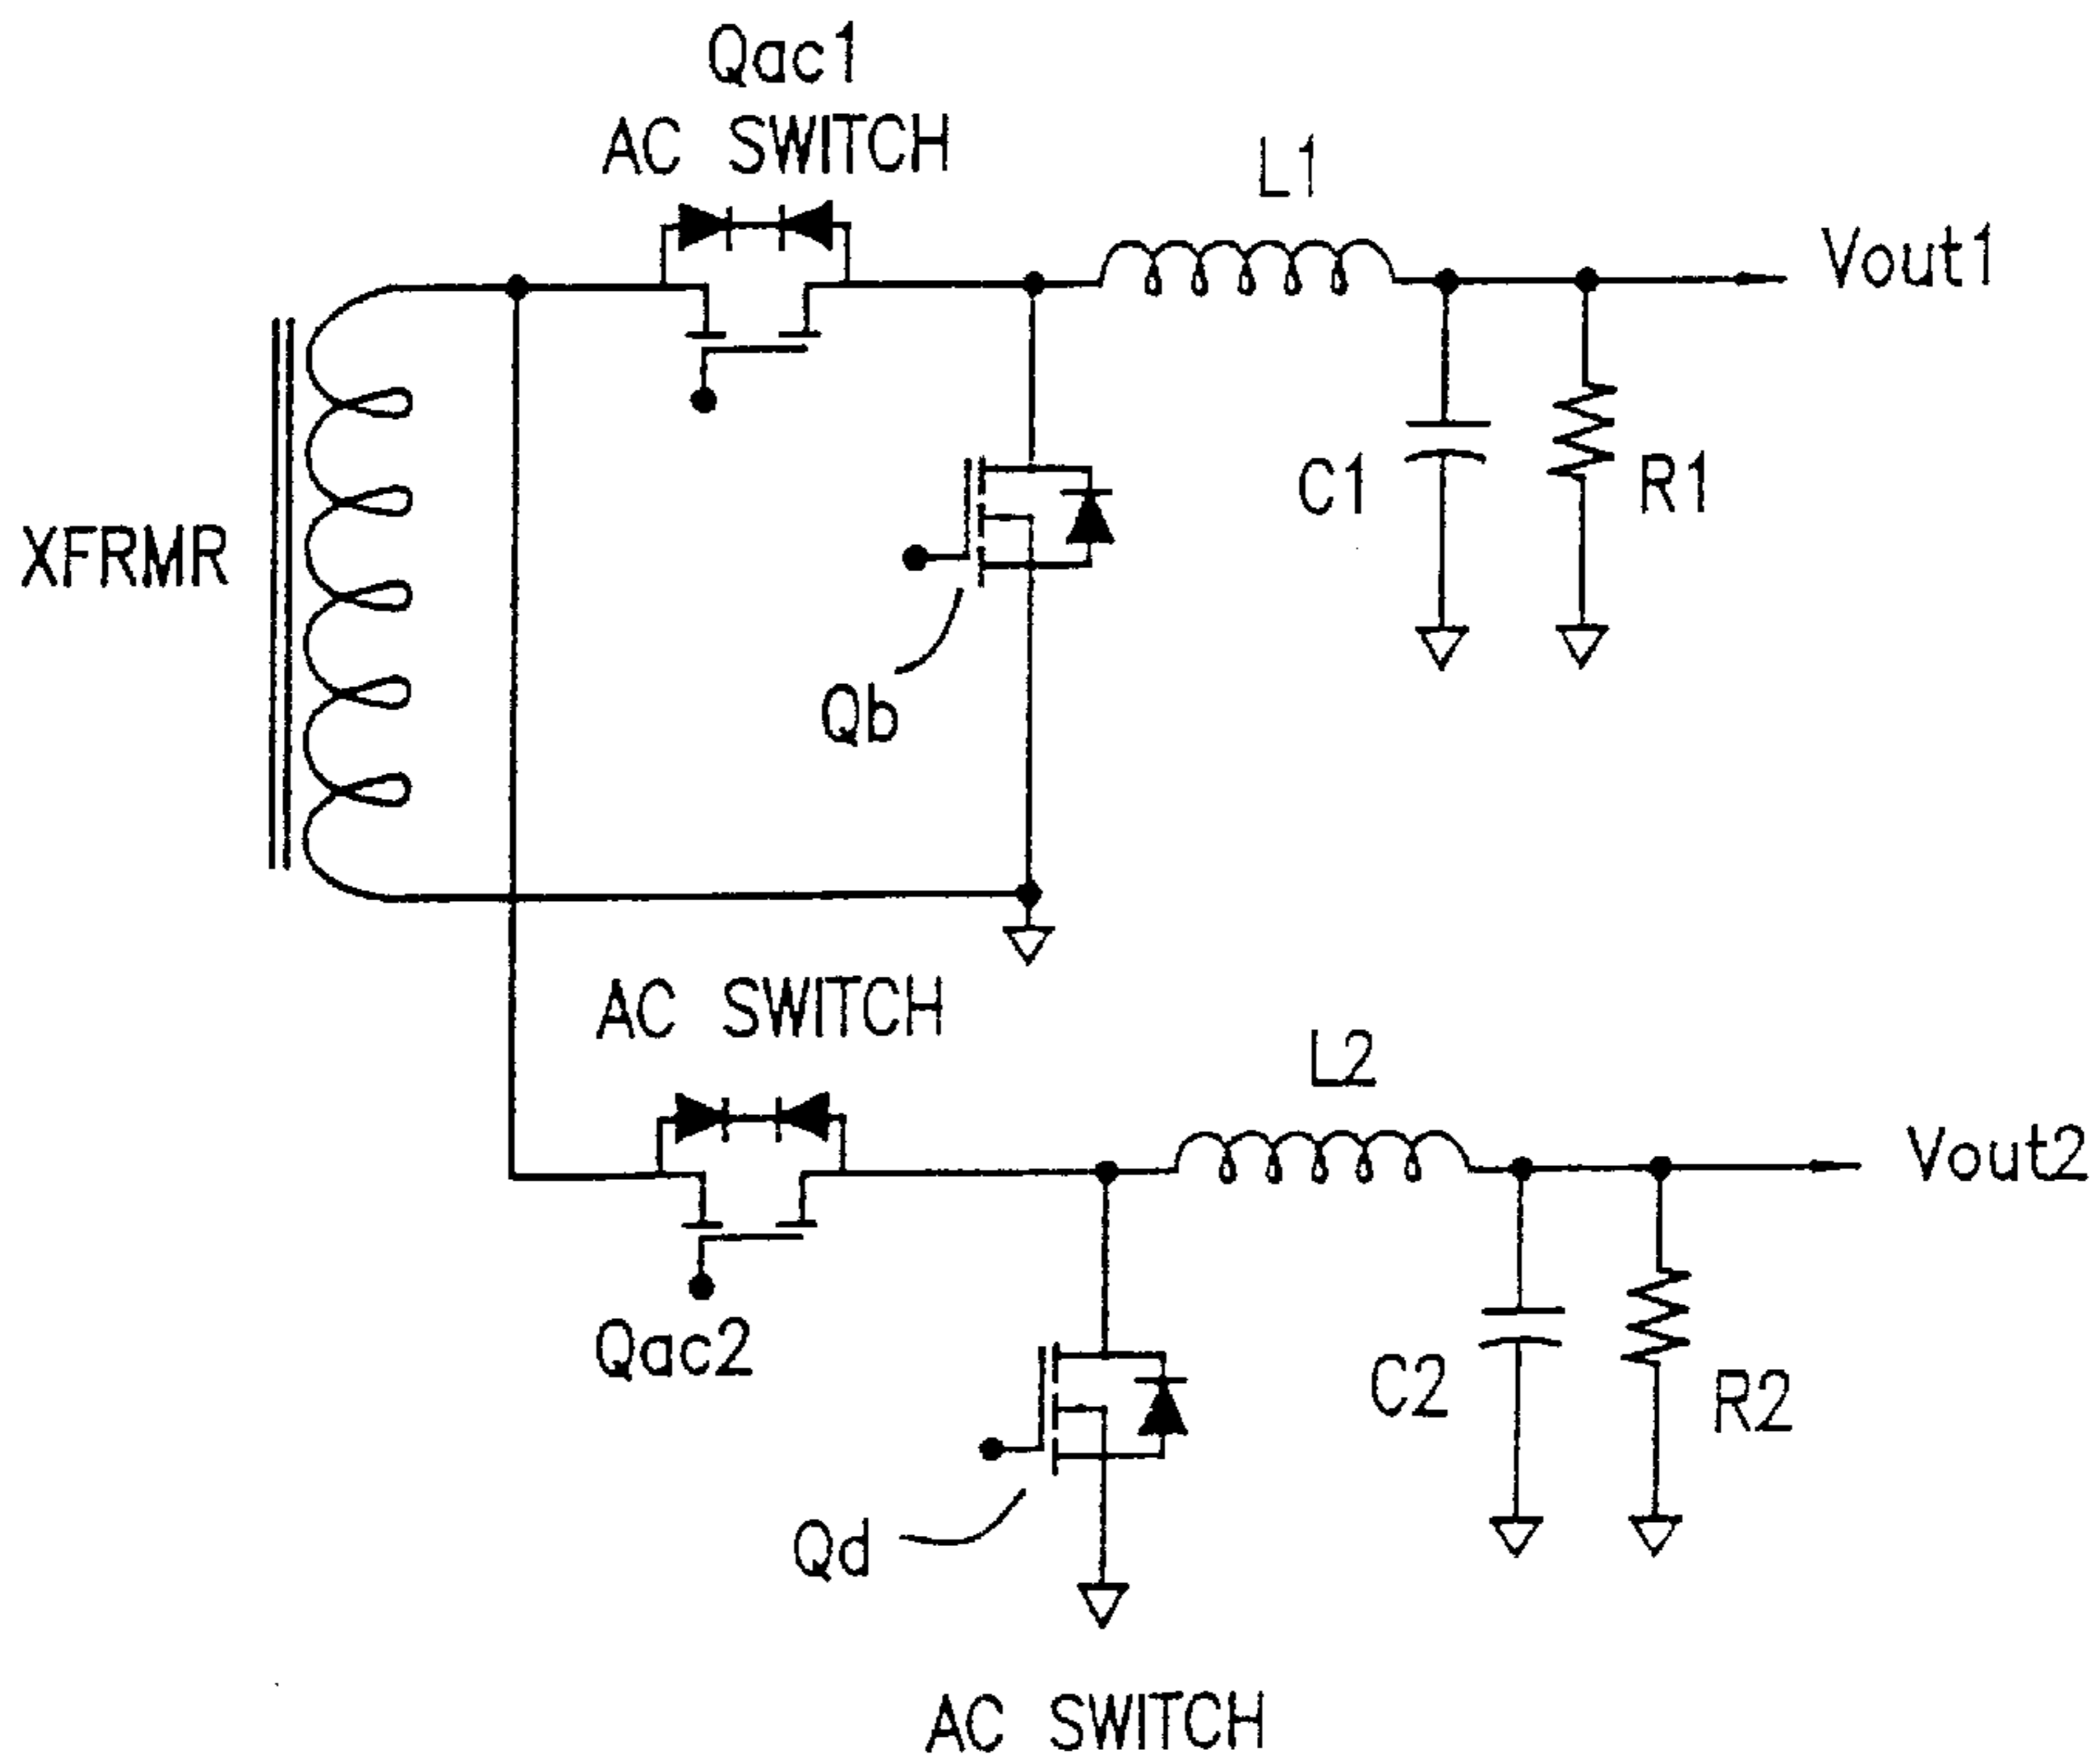 Qac1
AC SWITCH
L1
Vout1
C1
R1
XFRMR
Qb
AC SWITCH
L2
Vout2
Qac2
C2
R2
Qd
AC SWITCH